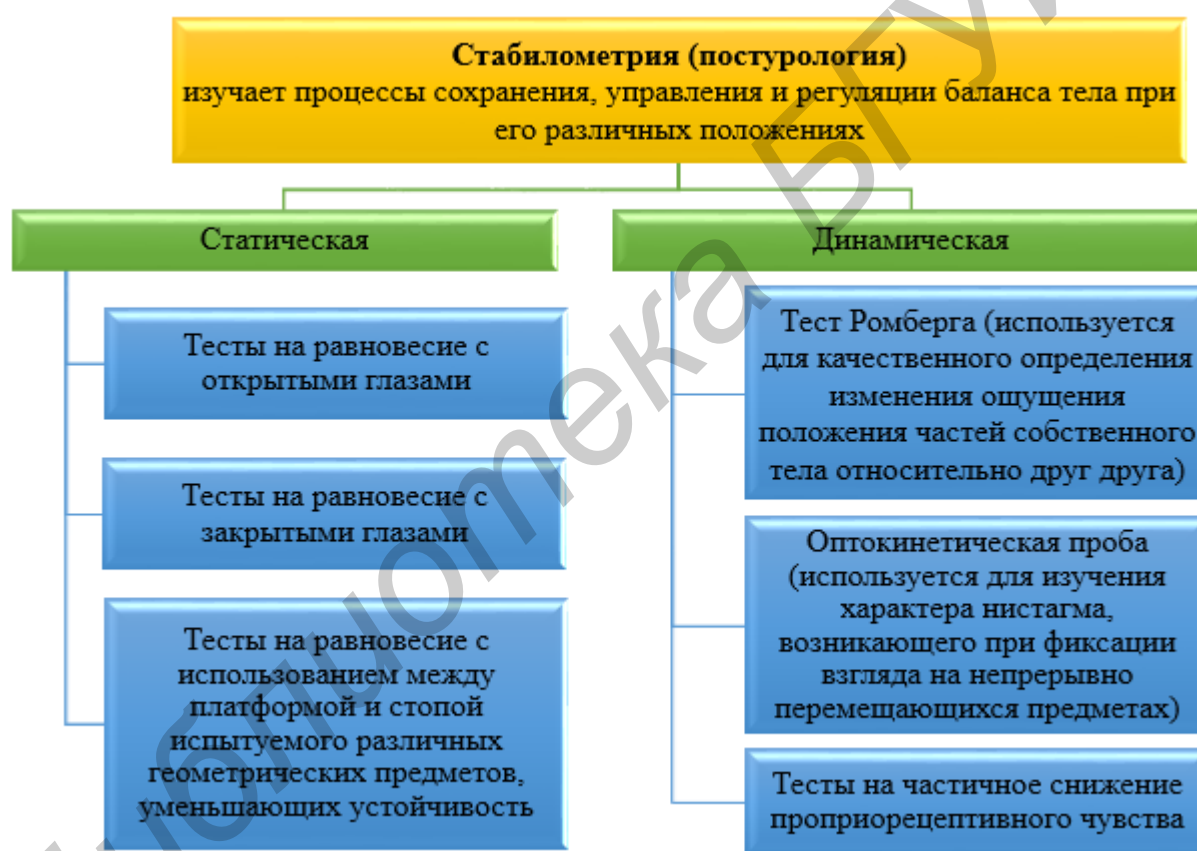 Стабилометрия (постурология)
изучает процессы сохранения, управления и регуляции баланса тела при
его различных положениях
Статическая
Тесты на равновесие с
открытыми глазами
Тесты на равновесие с
закрытыми глазами
Тесты на равновесие с
использованием между
платформой и стопой
испытуемого различных
геометрических предметов,
уменьшающих устойчивость
Динамическая
Тест Ромберга (используется
для качественного определения
изменения ощущения
положения частей собственного
тела относительно друг друга)
Оптокинетическая проба
(используется для изучения
характера нистагма,
возникающего при фиксации
взгляда на непрерывно
перемещающихся предметах)
Тесты на частичное снижение
проприорецептивного чувства